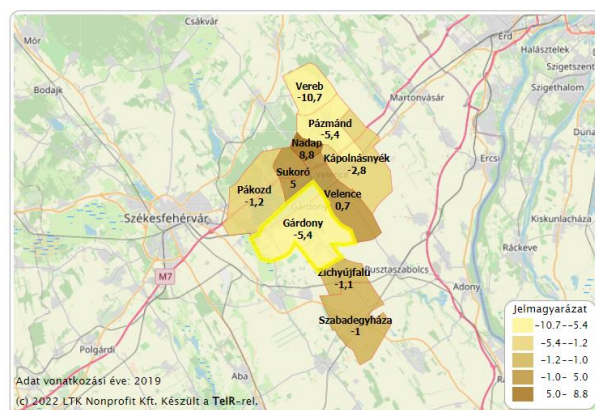 Csákvár
Mór
Bodajk
Érd
Halásztelek
Szigetszentm
Szigethalom
Martonvásár
Duna
Ercsi
Vereb
-10,7
Pázmánd
-5,4
Nadap
8,8
Kápolnásnyék
-2,8
Sukoró
5
Velence
0,7
Pákozd
-1,2
Gárdony
-5,4
Székesfehérvár
Kiskunlacháza
Ráckeve
M7
Zichyújfalu
-1,1
Pusztaszabolcs
Adony
Szabadegyháza
-1
Polgárdi
Aba
Jelmagyarázat
-10.7--5.4
-5.4--1.2
-1.2--1.0
-1.0- 5.0
5.0- 8.8
Adat vonatkozási éve: 2019
(c) 2022 LTK Nonprofit Kft. Készült a TeIR-rel.